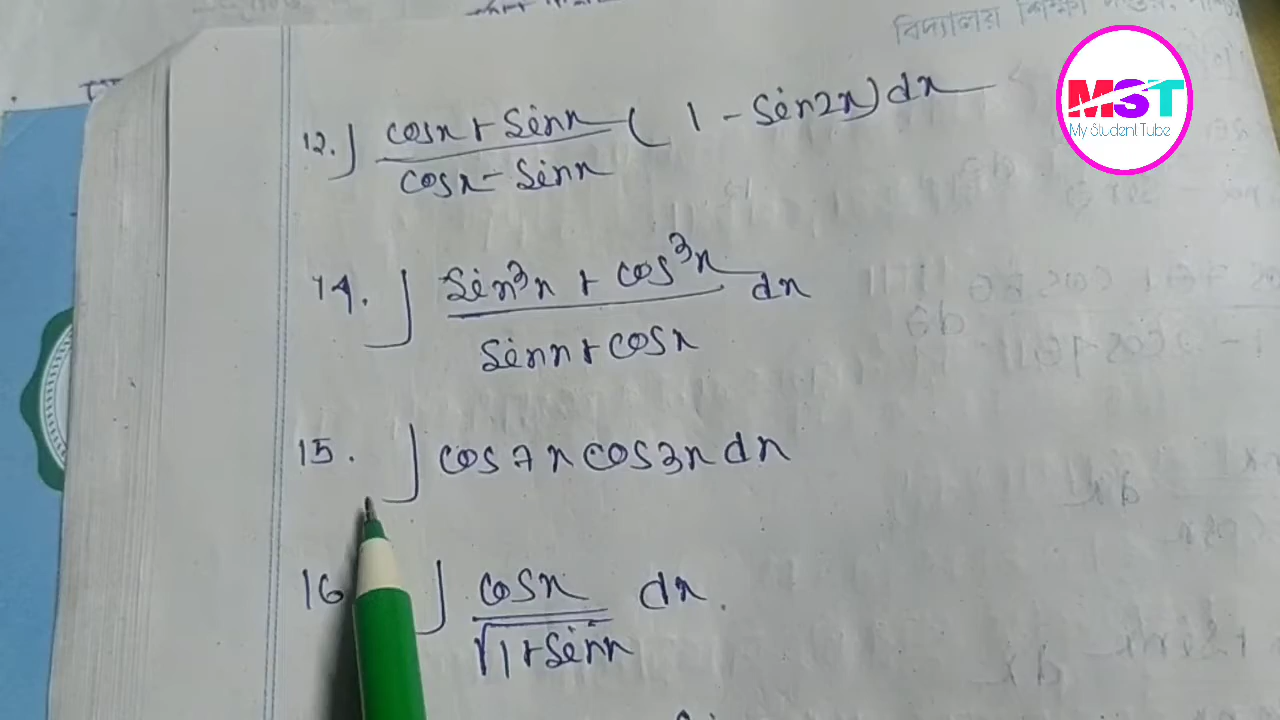 বিদ্যালয় শিক্ষা
MST
My Student Tube
12. ∫ cosx + sinx / cosx - sinx (1 - sin2x) dx
14. ∫ sin³x + cos³x / sinx + cosx dx
15. ∫ cos7x cos3x dx
16 ∫ cosx / √1+sinx dx.